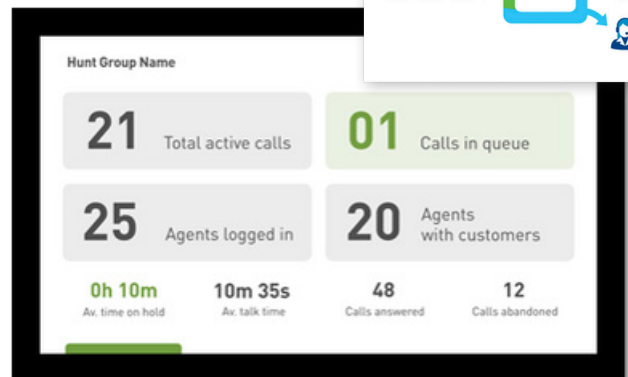 Hunt Group Name
21 Total active calls
01 Calls in queue
25 Agents logged in
20 Agents
with customers
0h 10m
Av. time on hold
10m 35s
Av. talk time
48
Calls answered
12
Calls abandoned